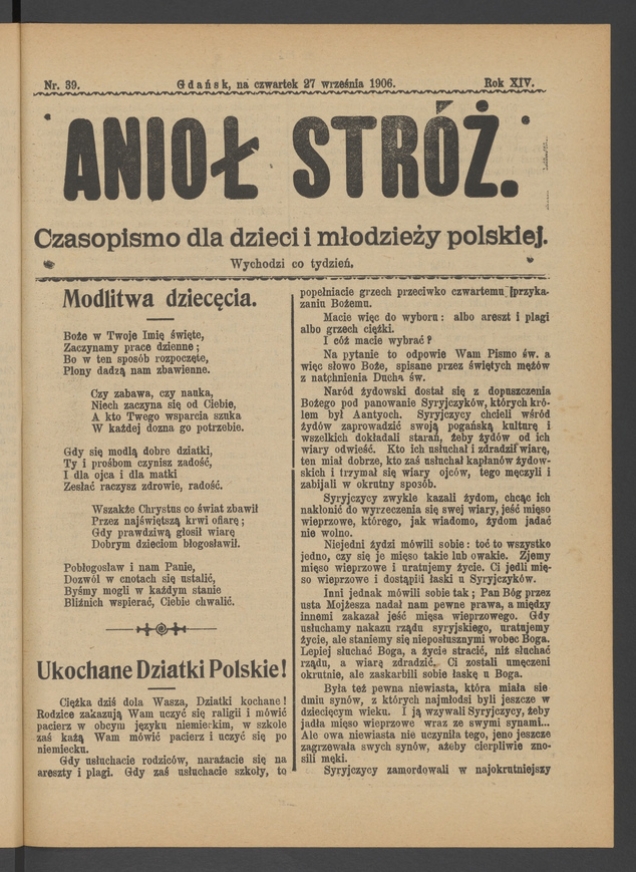 Nr. 39.
Gdańsk, na czwartek 27 września 1906.
Rok XIV.
ANIOŁ STRÓŻ.
Czasopismo dla dzieci i młodzieży polskiej.
Wychodzi co tydzień.
Modlitwa dziecęcia.
Boże w Twoje Imię święte,
Zaczynamy prace dzienne;
Bo w ten sposób rozpoczęte,
Plony dadzą nam zbawienne.
Czy zabawa, czy nauka,
Niech zaczyna się od Ciebie,
A kto Twego wsparcia szuka
W każdej dozna go potrzebie.
Gdy się modlą dobre dziatki,
Ty i prośbom czynisz zadość,
I dla ojca i dla matki
Zesłać raczysz zdrowie, radość.
Wszakże Chrystus co świat zbawił
Przez najświętszą krwi ofiarę;
Gdy prawdziwą głosił wiarę
Dobrym dzieciom błogosławił.
Pobłogosław i nam Panie,
Dozwól w cnotach się ustalić,
Byśmy mogli w każdym stanie
Bliźnich wspierać, Ciebie chwalić.
Ukochane Dziatki Polskie!
Ciężka dziś dola Wasza, Dziatki kochane!
Rodzice zakazują Wam uczyć się raligii i mówić
pacierz w obcym języku niemieckim, w szkole
zaś każą Wam mówić pacierz i uczyć się po
niemiecku.
Gdy usłuchacie rodziców, narażacie się na
areszty i plagi. Gdy zaś usłuchacie szkoły, to
popełniacie grzech przeciwko czwartemu przyka-
zaniu Bożemu.
Macie więc do wyboru: albo areszt i plagi
albo grzech ciężki.
I cóż macie wybrać?
Na pytanie to odpowie Wam Pismo św. a
więc słowo Boże, spisane przez świętych mężów
z natchnienia Ducha św.
Naród żydowski dostał się z dopuszczenia
Bożego pod panowanie Syryjczyków, których kró-
lem był Aantyoch. Syryjczycy chcieli wśród
żydów zaprowadzić swoją pogańską kulturę i
wszelkich dokładali starań, żeby żydów od ich
wiary odwieść. Kto ich usłuchał i zdradził wiarę,
ten miał dobrze, kto zaś usłuchał kapłanów żydow-
skich i trzymał się wiary ojców, tego męczyli i
zabijali w okrutny sposób.
Syryjczycy zwykle kazali żydom, chcąc ich
nakłonić do wyrzeczenia się swej wiary, jeść mięso
wieprzowe, którego, jak wiadomo, żydom jadać
nie wolno.
Niejedni żydzi mówili sobie: toć to wszystko
jedno, czy się je mięso takie lub owakie. Zjemy
mięso wieprzowe i uratujemy życie. Ci jedli mię-
so wieprzowe i dostąpili łaski u Syryjczyków.
Inni jednak mówili sobie tak; Pan Bóg przez
usta Mojżesza nadał nam pewne prawa, a między
innemi zakazał jeść mięsa wieprzowego. Gdy
usłuchamy nakazu rządu syryjskiego, uratujemy
życie, ale staniemy się nieposłusznymi wobec Boga.
Lepiej słuchać Boga, a życie stracić, niż słuchać
rządu, a wiarę zdradzić. Ci zostali umęczeni
okrutnie, ale zaskarbili sobie łaskę u Boga.
Była też pewna niewiasta, która miała sie
dmiu synów, z których najmłodsi byli jeszcze w
dziecięcym wieku. I ją wzywali Syryjczycy, żeby
jadła mięso wieprzowe wraz ze swymi synami...
Ale owa niewiasta nie uczyniła tego, jeno jeszcze
zagrzewała swych synów, ażeby cierpliwie zno-
sili męki.
Syryjczycy zamordowali w najokrutniejszy